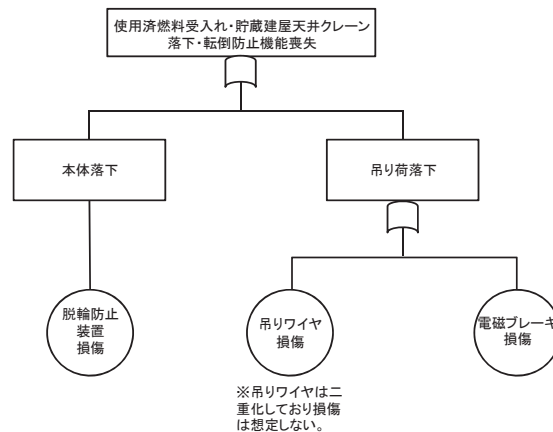 使用済燃料受入れ・貯蔵建屋天井クレーン
落下・転倒防止機能喪失
本体落下
吊り荷落下
脱輪防止
装置
損傷
吊りワイヤ
損傷
電磁ブレーキ
損傷
※吊りワイヤは二
重化しており損傷
は想定しない。